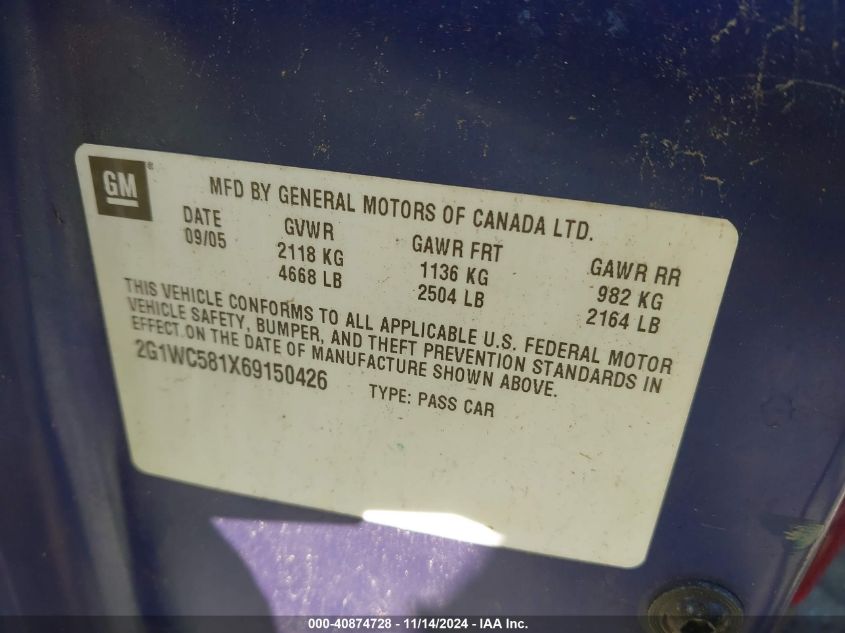 GM®
MFD BY GENERAL MOTORS OF CANADA LTD.
DATE GVWR GAWR FRT GAWR RR
09/05 2118 KG 1136 KG 982 KG
4668 LB 2504 LB 2164 LB
THIS VEHICLE CONFORMS TO ALL APPLICABLE U.S. FEDERAL MOTOR
VEHICLE SAFETY, BUMPER, AND THEFT PREVENTION STANDARDS IN
EFFECT ON THE DATE OF MANUFACTURE SHOWN ABOVE.
2G1WC581X69150426 TYPE: PASS CAR
000-40874728 - 11/14/2024 - IAA Inc.